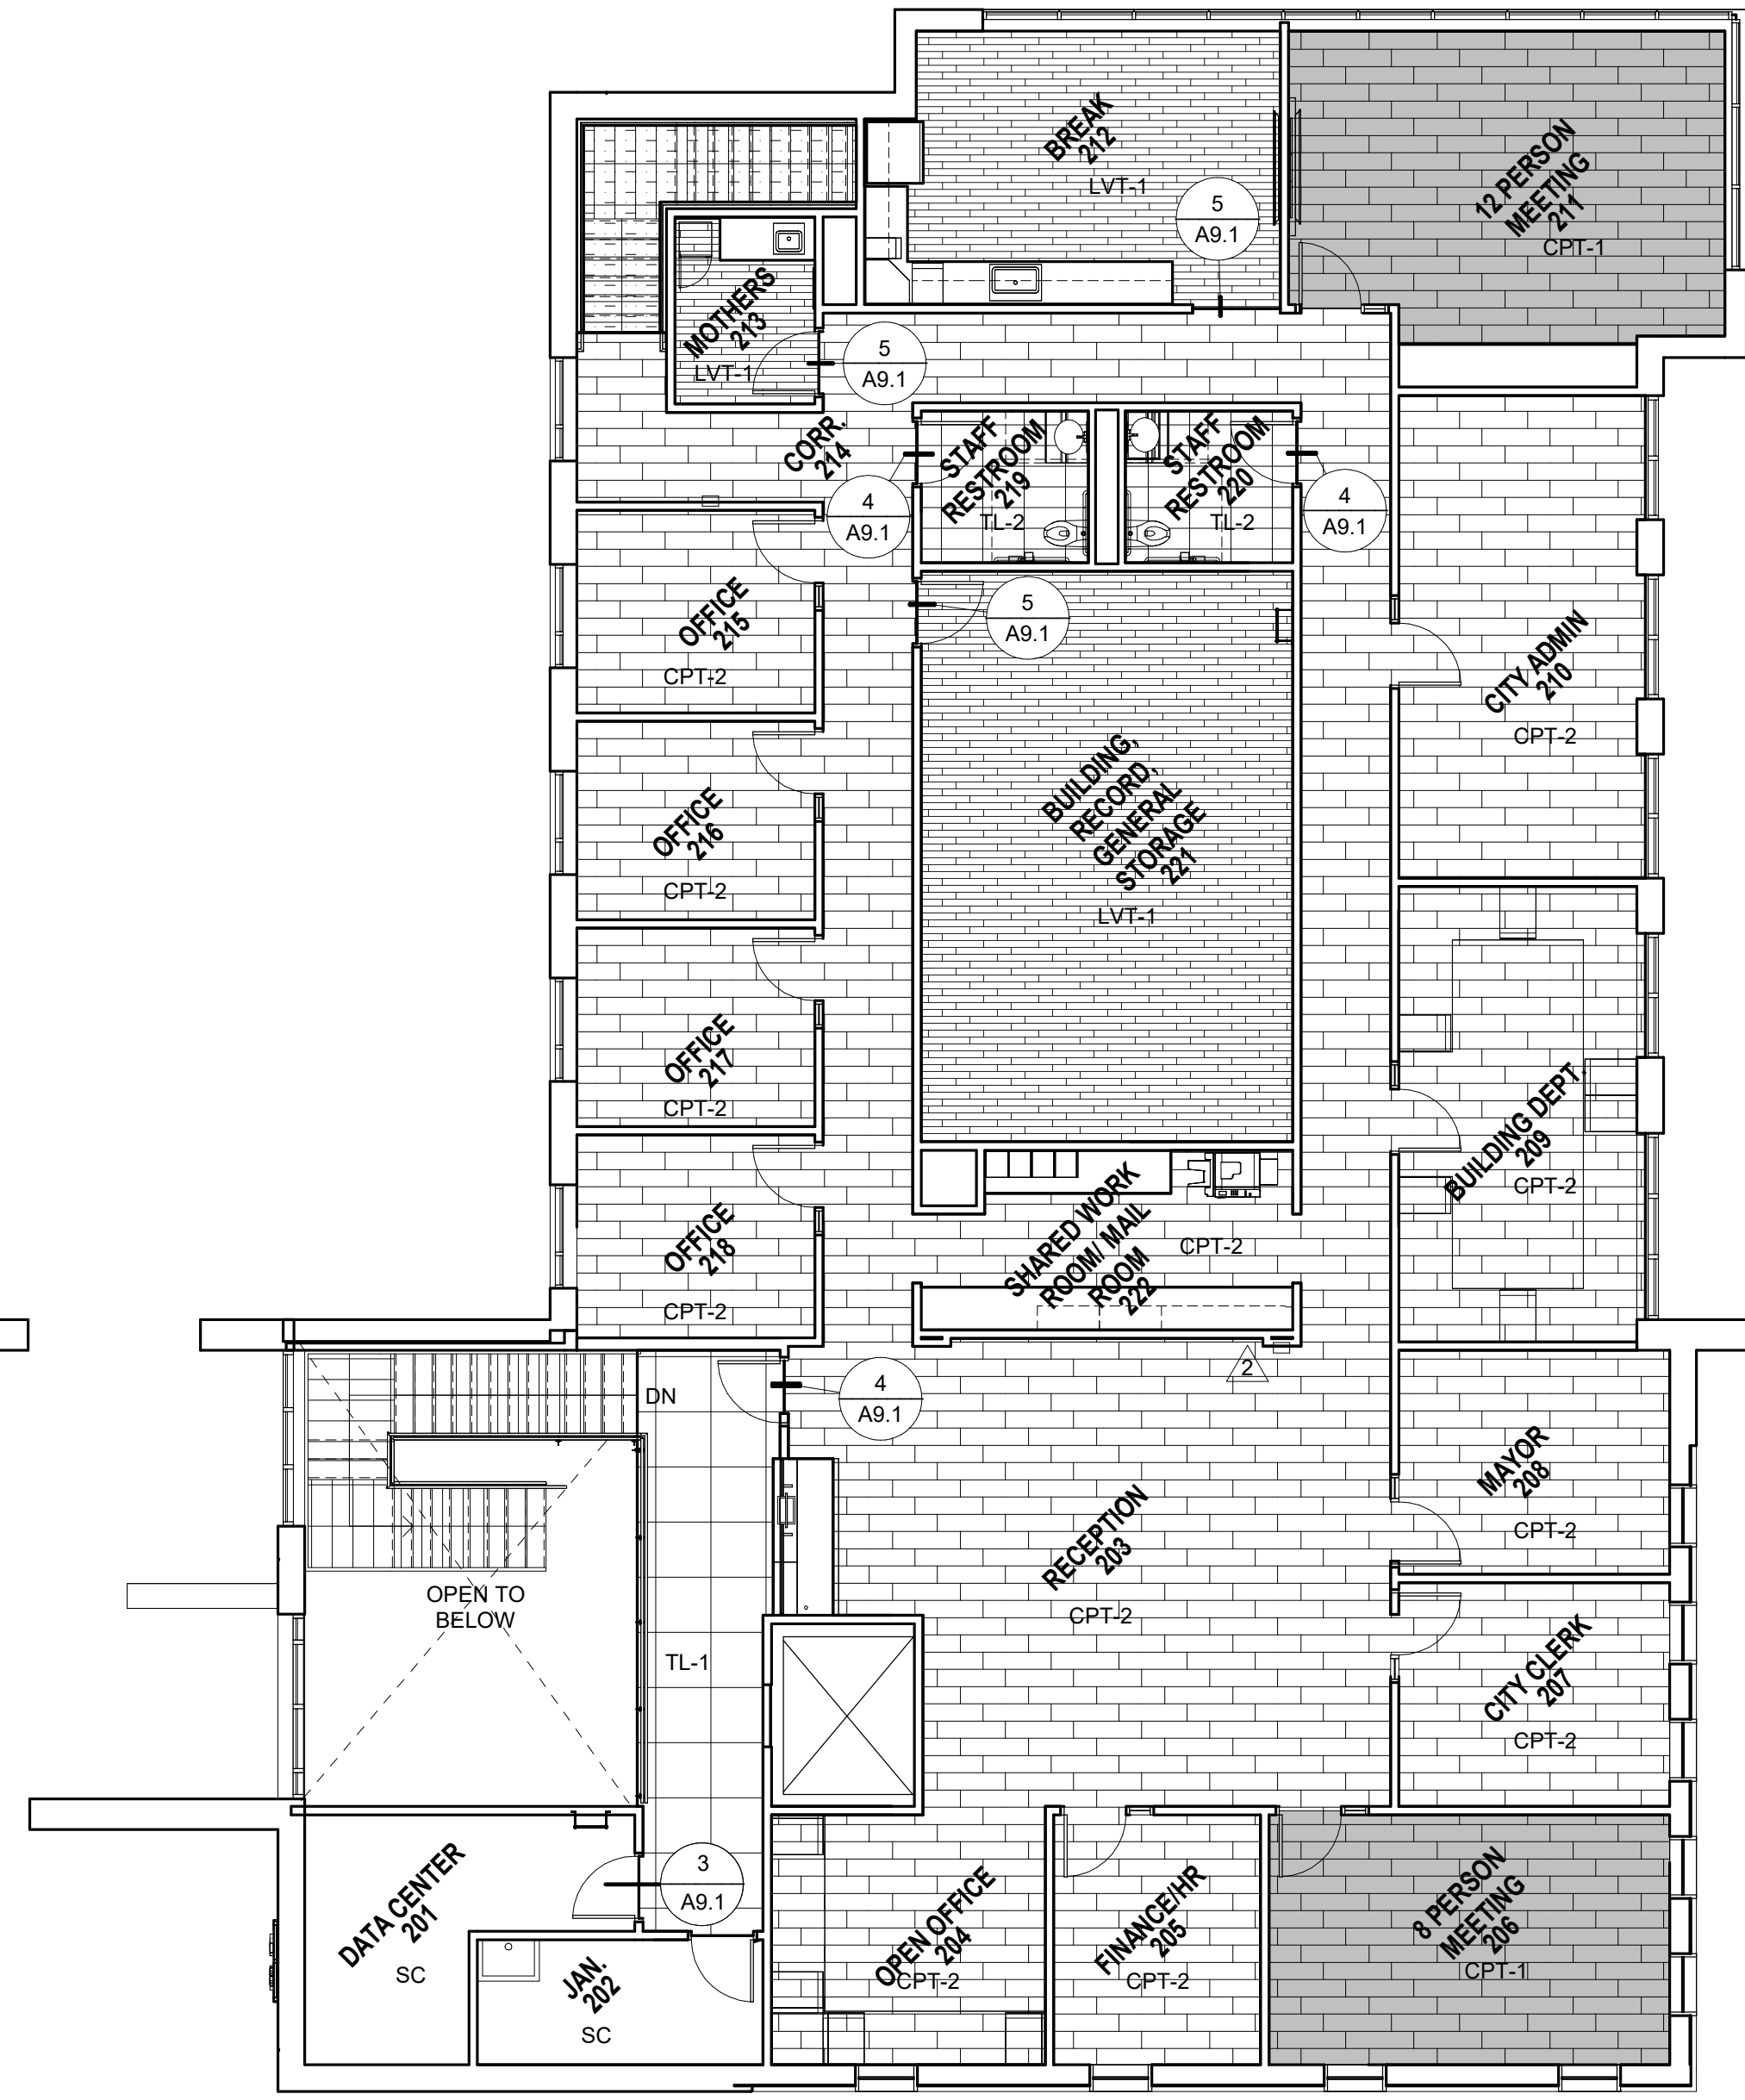 BREAK
212
LVT-1
12 PERSON
MEETING
211
CPT-1
5
A9.1
MOTHERS
213
LVT-1
5
A9.1
CORR.
214
STAFF
RESTROOM
219
TL-2
STAFF
RESTROOM
220
TL-2
4
A9.1
4
A9.1
5
A9.1
OFFICE
215
CPT-2
CITY ADMIN
210
CPT-2
OFFICE
216
CPT-2
BUILDING,
RECORD,
GENERAL
STORAGE
221
LVT-1
OFFICE
217
CPT-2
BUILDING DEPT.
209
CPT-2
OFFICE
218
CPT-2
SHARED WORK
ROOM/ MAIL
ROOM
222
CPT-2
2
DN
4
A9.1
MAYOR
208
CPT-2
RECEPTION
203
CPT-2
OPEN TO
BELOW
TL-1
CITY CLERK
207
CPT-2
DATA CENTER
201
SC
3
A9.1
JAN.
202
SC
OPEN OFFICE
204
CPT-2
FINANCE/HR
205
CPT-2
8 PERSON
MEETING
206
CPT-1